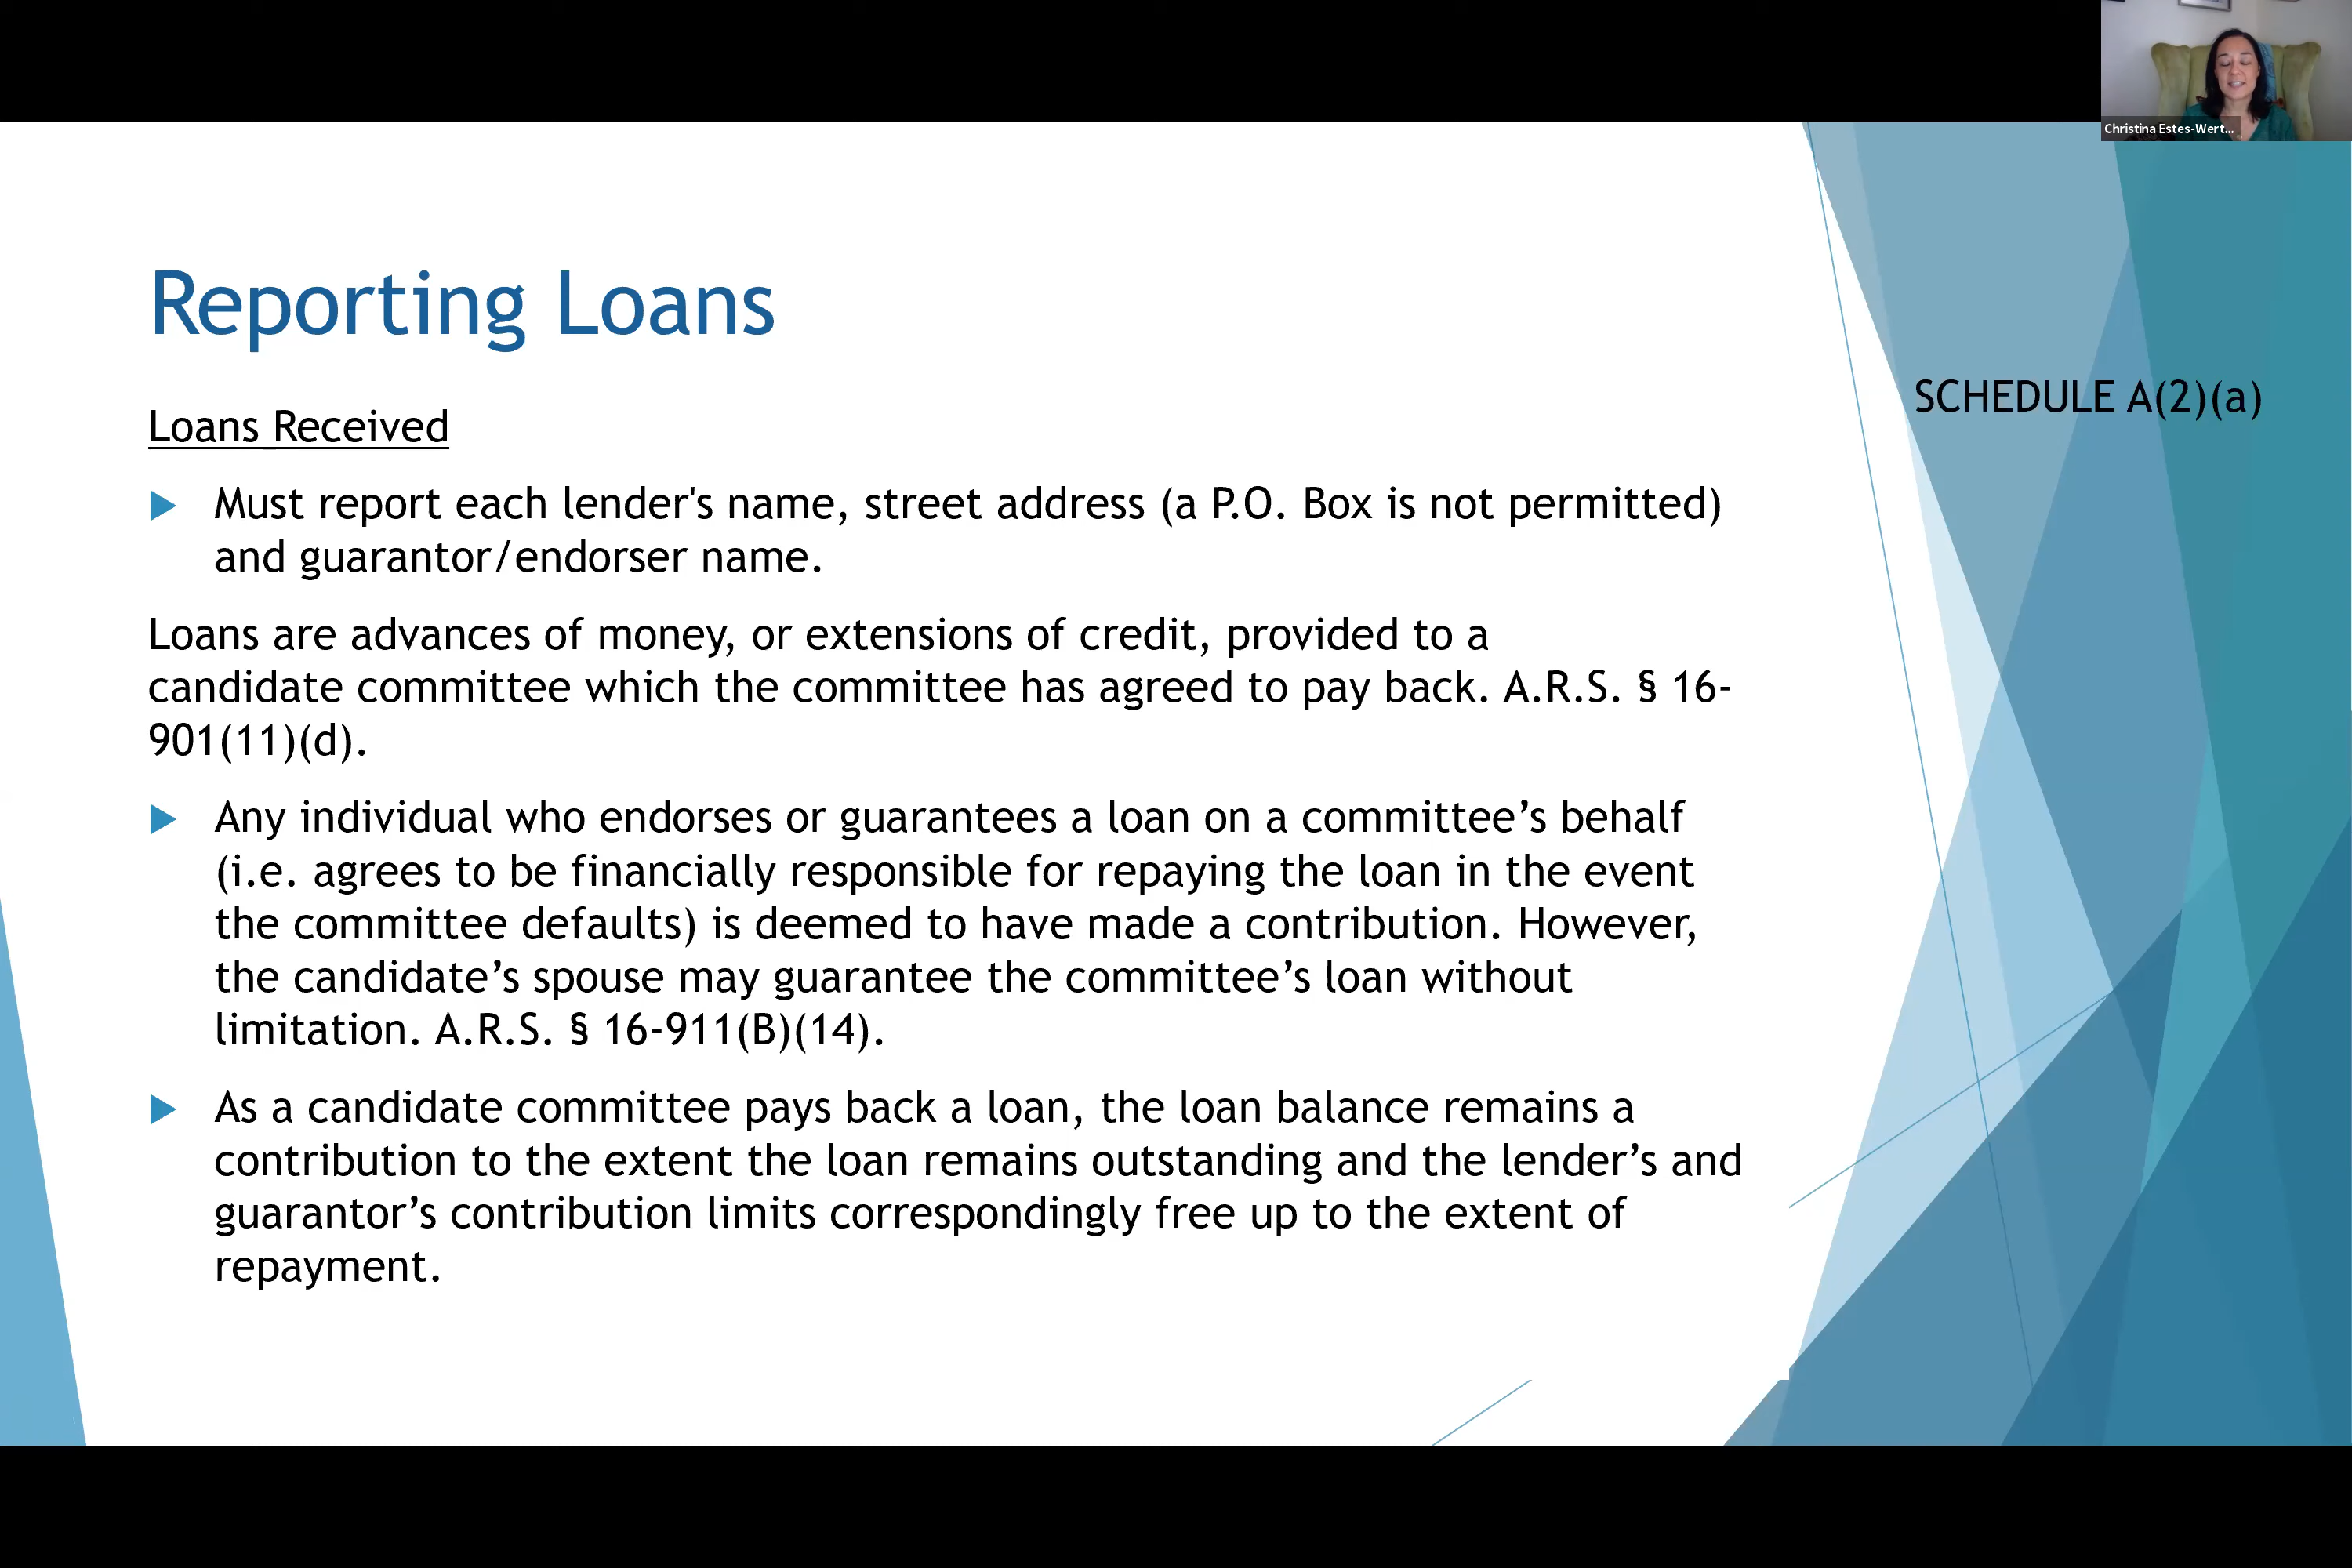 Christina Estes-Wert...
Reporting Loans
SCHEDULE A(2)(a)
Loans Received
Must report each lender's name, street address (a P.O. Box is not permitted)
and guarantor/endorser name.
Loans are advances of money, or extensions of credit, provided to a
candidate committee which the committee has agreed to pay back. A.R.S. § 16-
901(11)(d).
Any individual who endorses or guarantees a loan on a committee’s behalf
(i.e. agrees to be financially responsible for repaying the loan in the event
the committee defaults) is deemed to have made a contribution. However,
the candidate’s spouse may guarantee the committee’s loan without
limitation. A.R.S. § 16-911(B)(14).
As a candidate committee pays back a loan, the loan balance remains a
contribution to the extent the loan remains outstanding and the lender’s and
guarantor’s contribution limits correspondingly free up to the extent of
repayment.